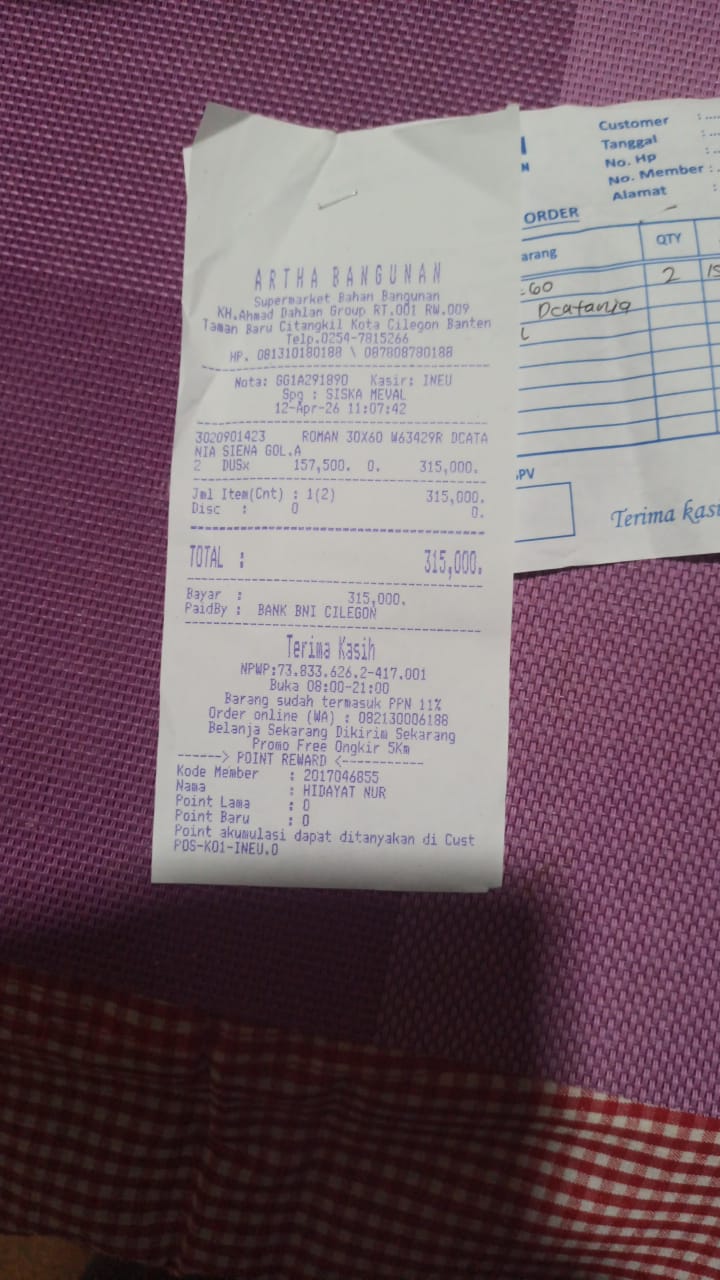 ARTHA BANGUNAN
Supermarket Bahan Bangunan
KH.Ahmad Dahlan Group RT.001 RW.009
Taman Baru Citangkil Kota Cilegon Banten
Telp.0254-7815266
HP. 081310180188 \ 087808780188
Nota: GG1A291890 Kasir: INEU
Spg : SISKA MEVAL
12-Apr-26 11:07:42
3020901423 ROMAN 30X60 W63429R DCATA
NIA SIENA GOL.A
2 DUSx 157,500. 0. 315,000.
Jml Item(Cnt) : 1(2) 315,000.
Disc : 0 0.
TOTAL : 315,000.
Bayar : 315,000.
PaidBy : BANK BNI CILEGON
Terima Kasih
NPWP:73.833.626.2-417.001
Buka 08:00-21:00
Barang sudah termasuk PPN 11%
Order online (WA) : 082130006188
Belanja Sekarang Dikirim Sekarang
Promo Free Ongkir 5Km
------> POINT REWARD <-----------
Kode Member : 2017046855
Nama : HIDAYAT NUR
Point Lama : 0
Point Baru : 0
Point akumulasi dapat ditanyakan di Cust
POS-K01-INEU.0
Customer :....
Tanggal :...
No. Hp :..
No. Member :.
Alamat :
ORDER
arang QTY
:60 2 15
Dcatania
Terima kas